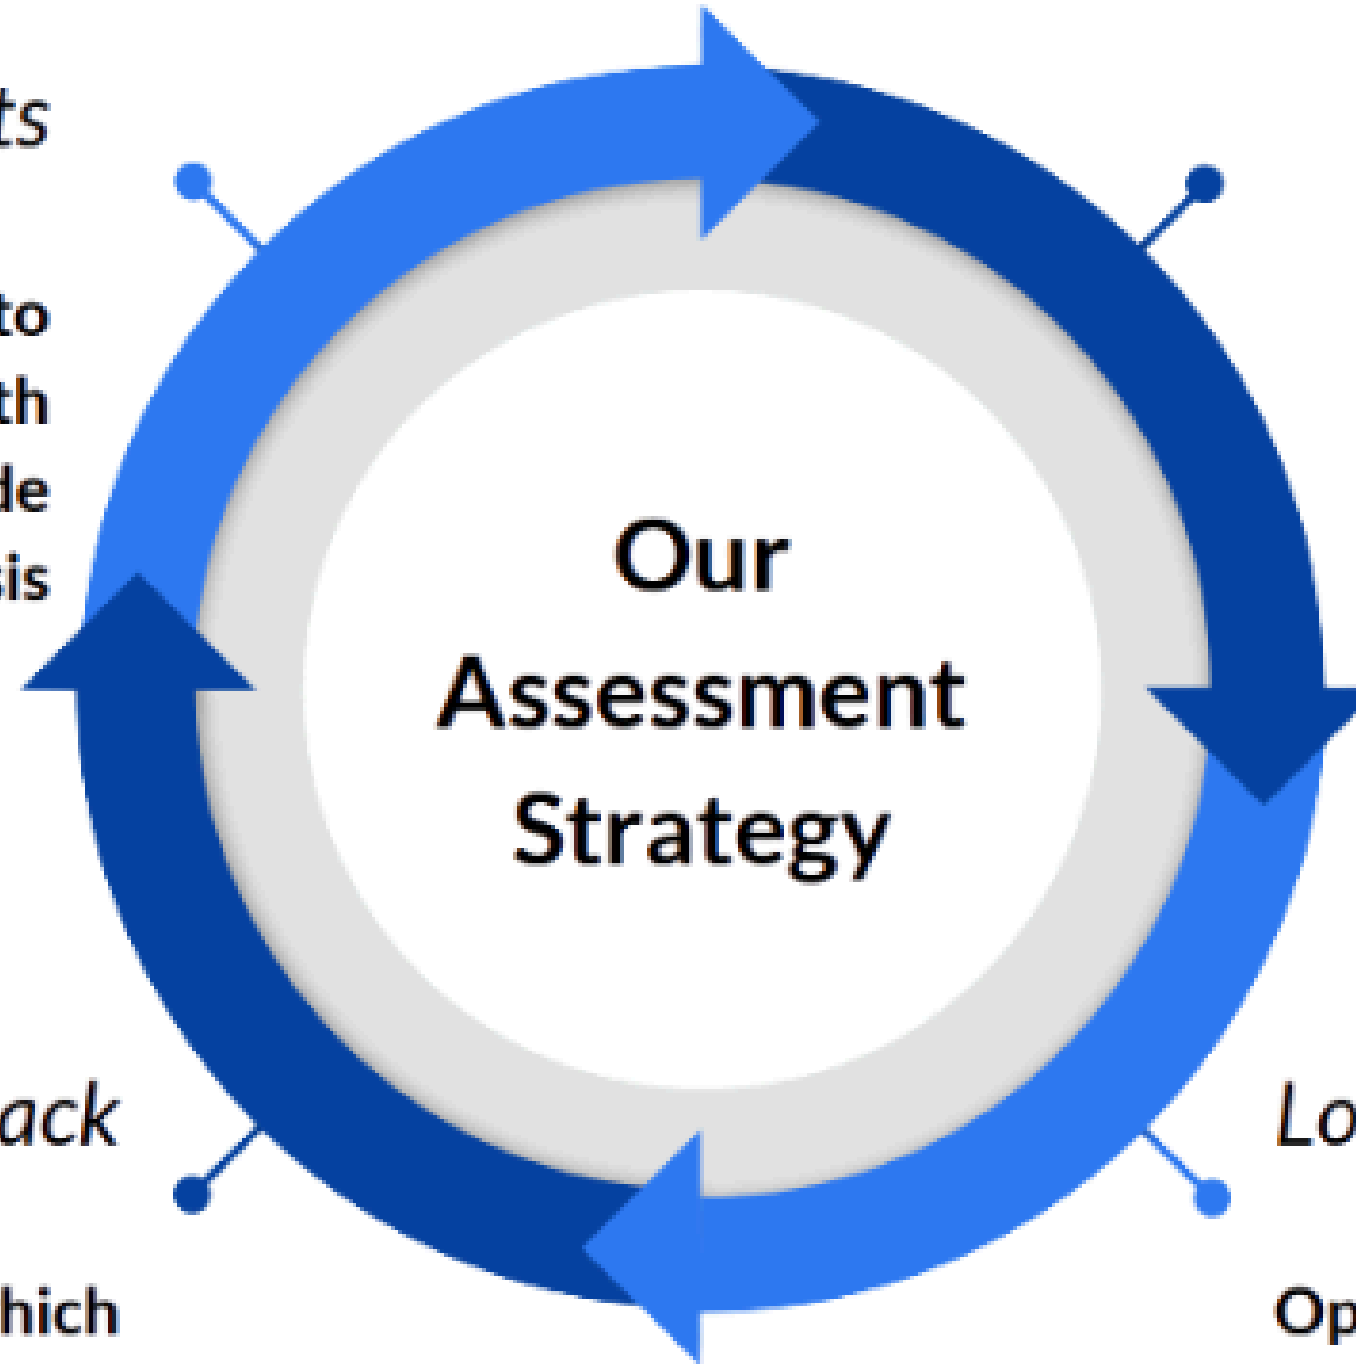 ts
to
th
de
sis
Our
Assessment
Strategy
ack
hich
Lo
Op